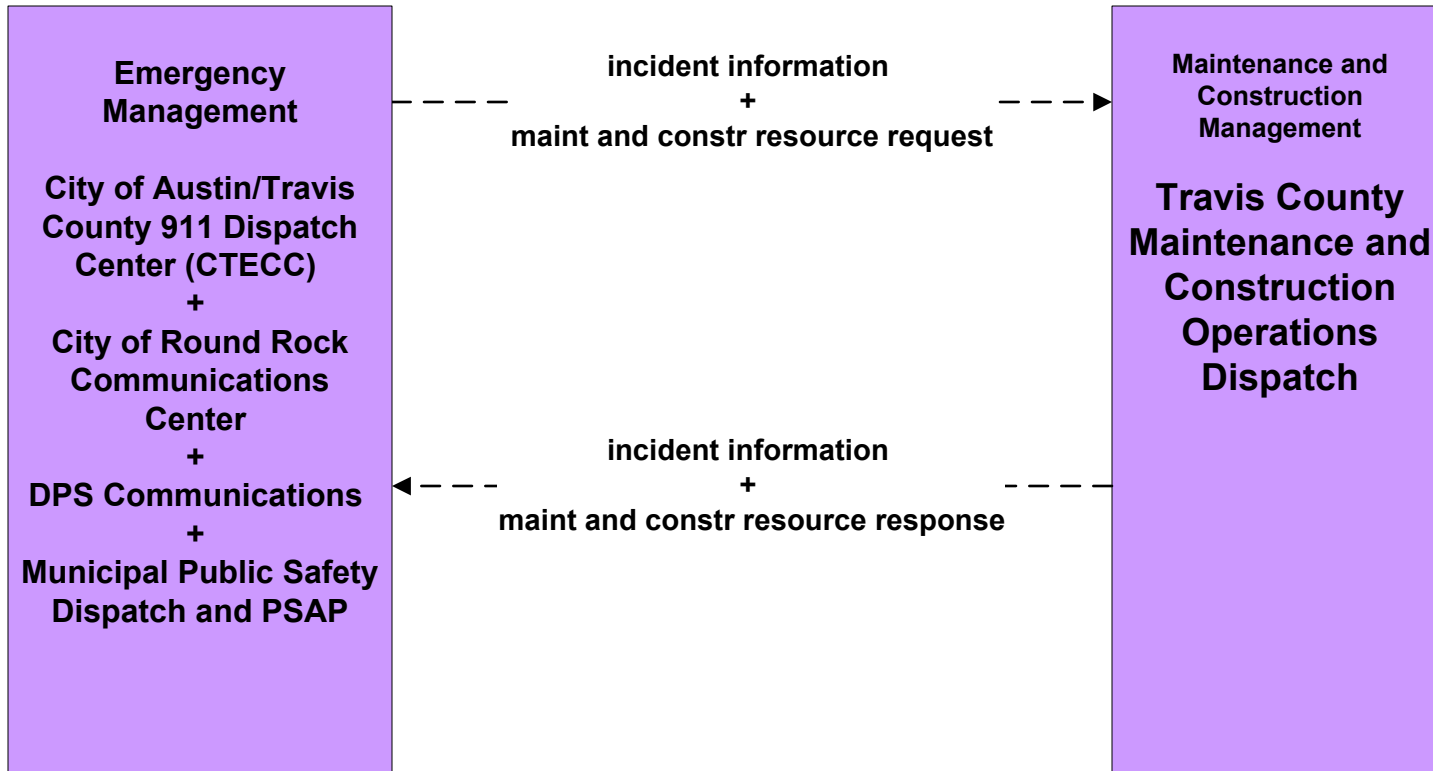 Emergency
Management
City of Austin/Travis
County 911 Dispatch
Center (CTECC)
+
City of Round Rock
Communications
Center
+
DPS Communications
+
Municipal Public Safety
Dispatch and PSAP
incident information
+
maint and constr resource request
incident information
+
maint and constr resource response
Maintenance and
Construction
Management
Travis County
Maintenance and
Construction
Operations
Dispatch